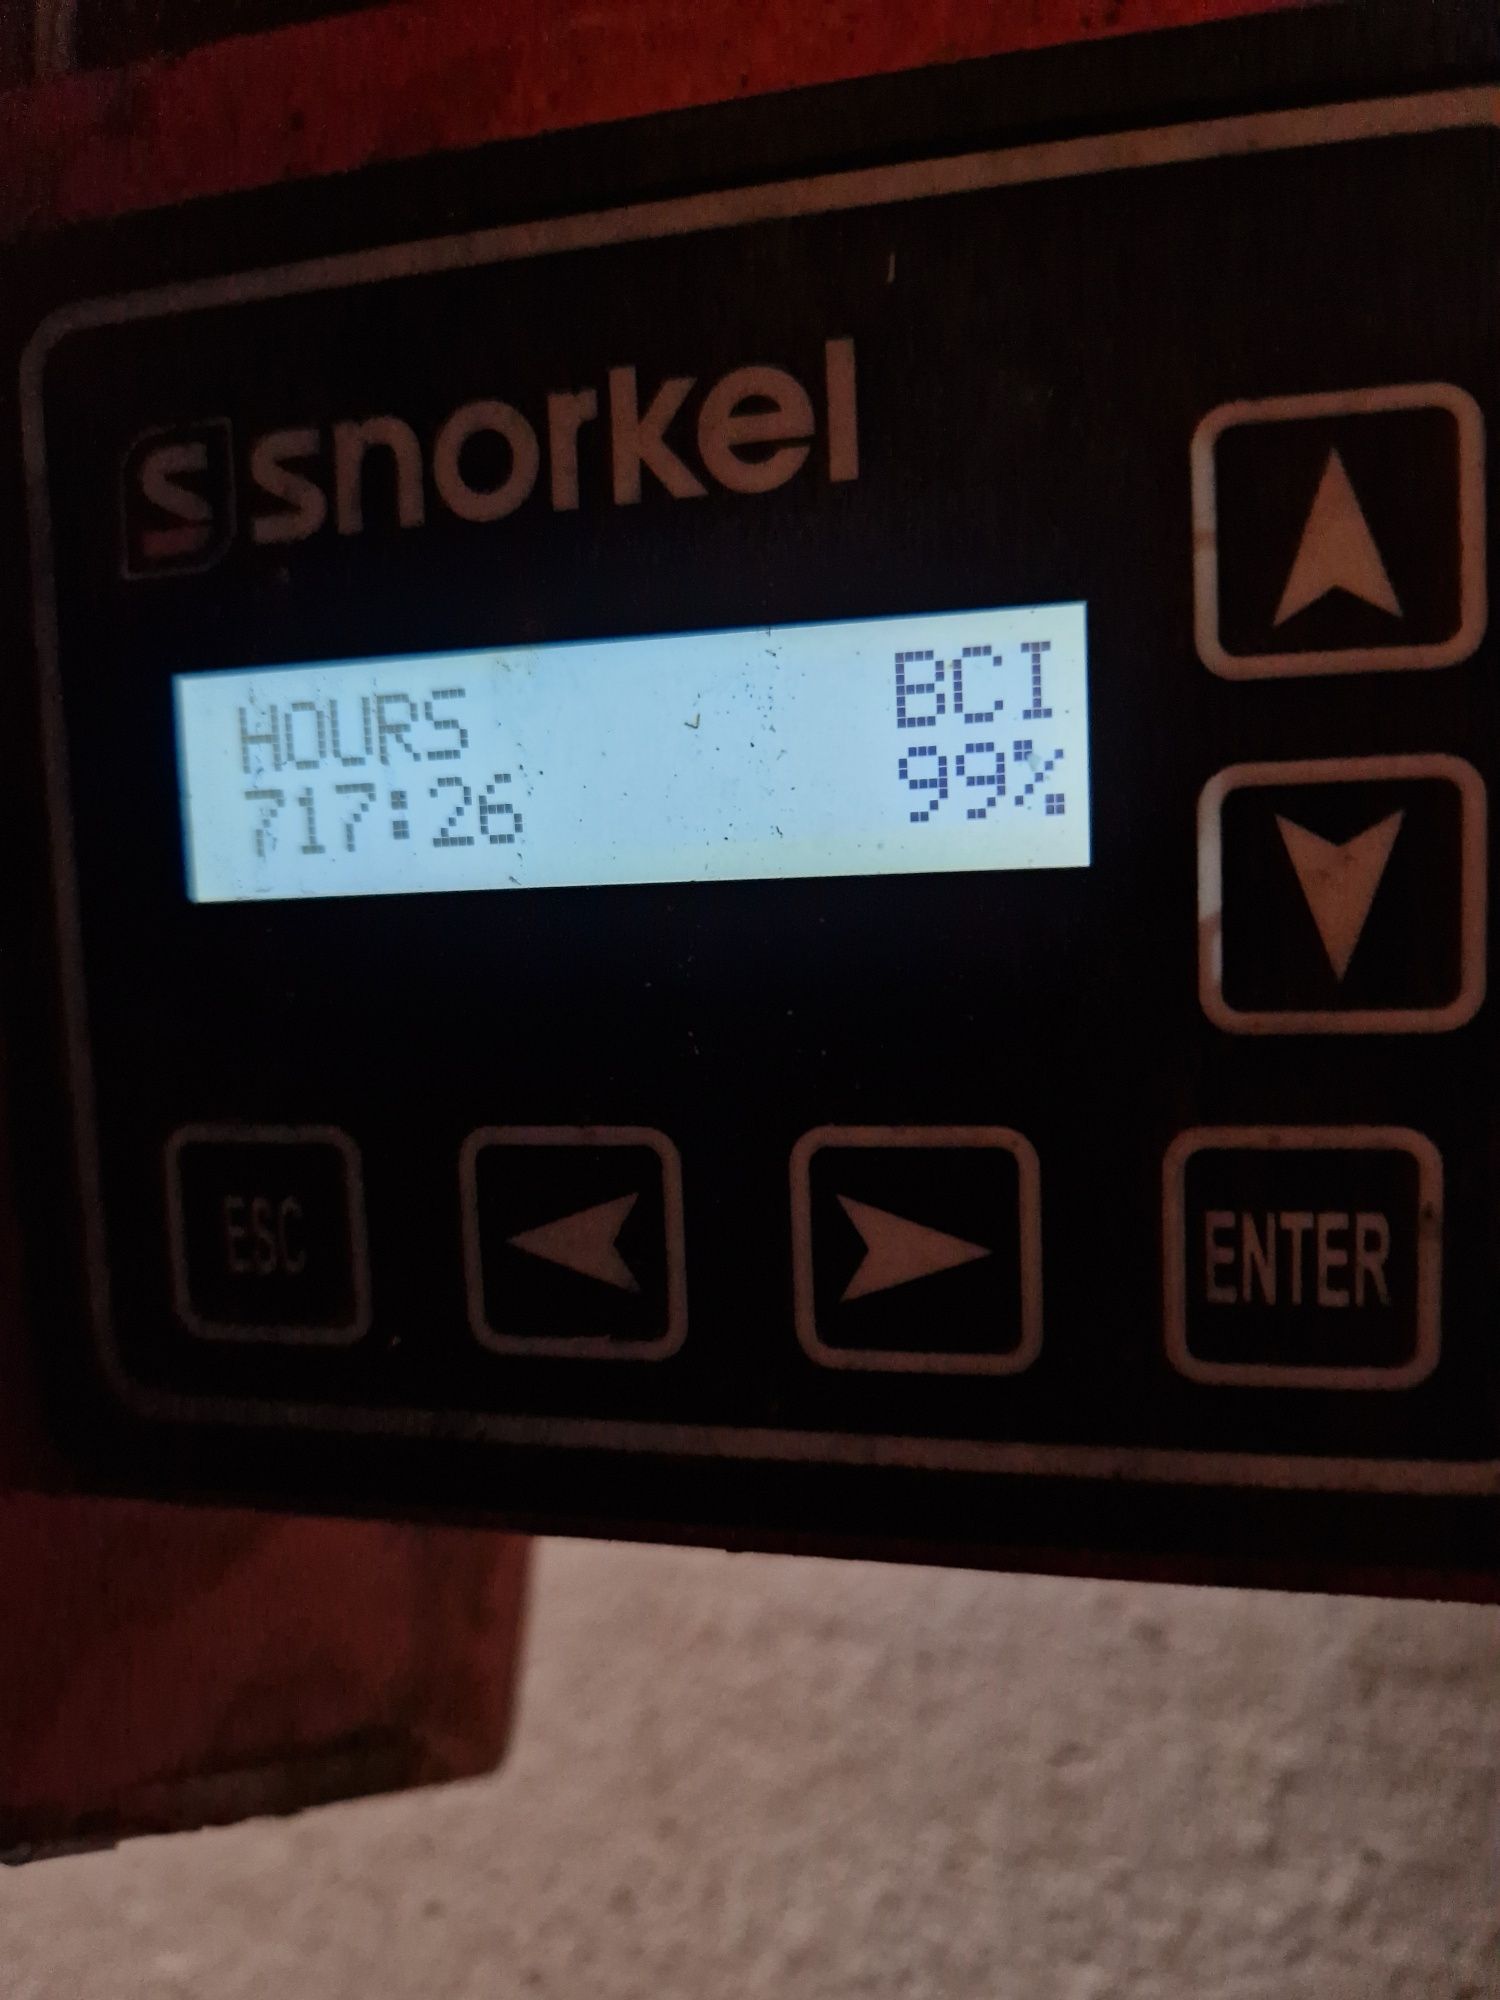 S snorkel
HOURS BCI
717:26 99%
ESC ENTER